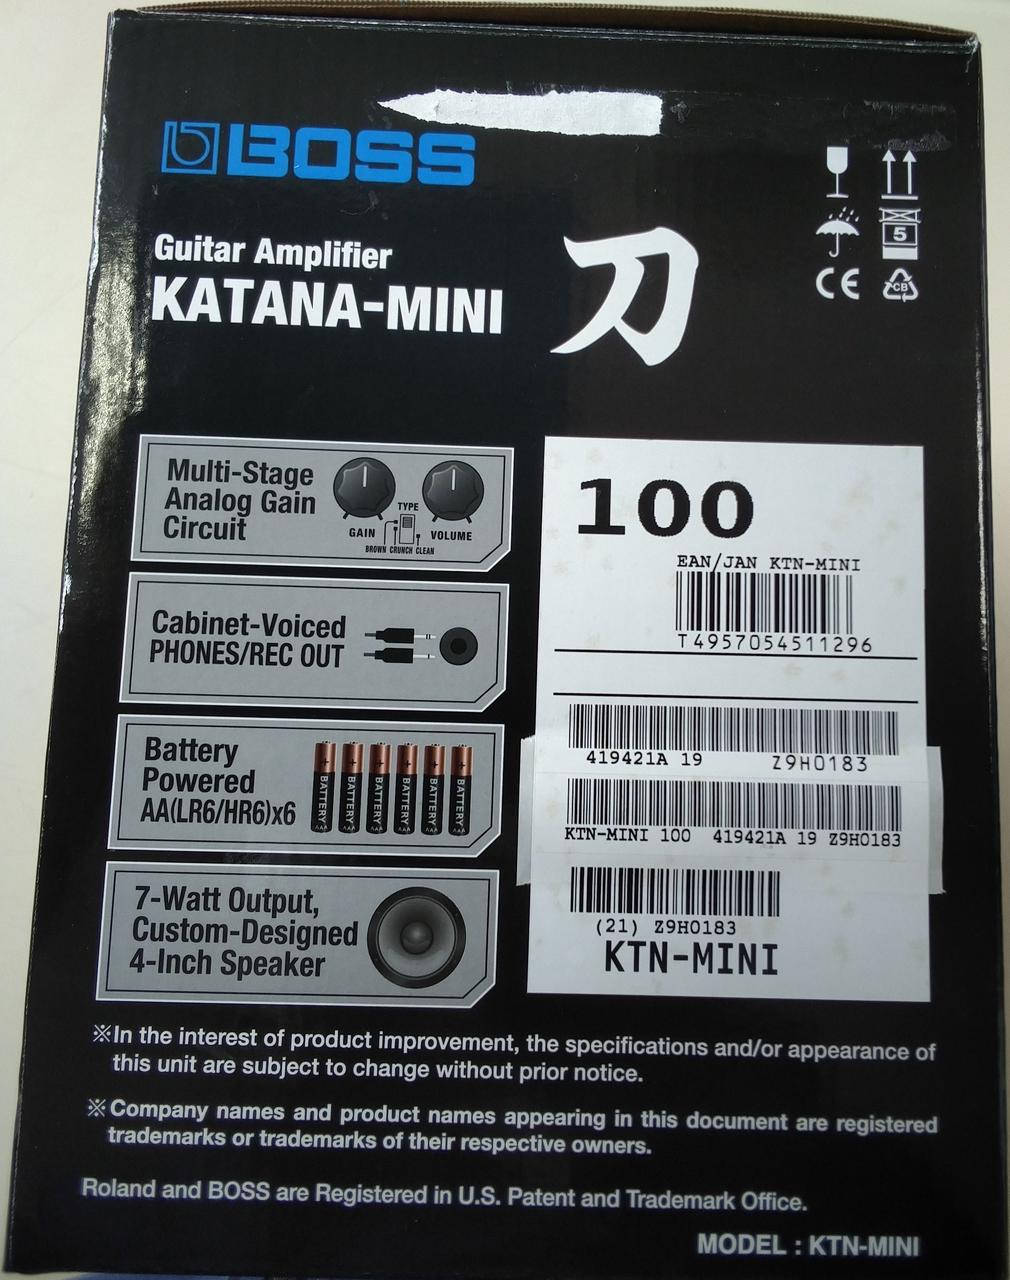 BOSS
Guitar Amplifier
KATANA-MINI
刀
5
CE
CB
Multi-Stage
Analog Gain
Circuit
GAIN
TYPE
VOLUME
BROWN CRUNCH CLEAN
Cabinet-Voiced
PHONES/REC OUT
Battery
Powered
AA(LR6/HR6)x6
BATTERY AA
BATTERY AA
BATTERY AA
BATTERY AA
BATTERY AA
BATTERY AA
7-Watt Output,
Custom-Designed
4-Inch Speaker
100
EAN/JAN KTN-MINI
T4957054511296
419421A 19 Z9H0183
KTN-MINI 100 419421A 19 Z9H0183
(21) Z9H0183
KTN-MINI
※In the interest of product improvement, the specifications and/or appearance of
this unit are subject to change without prior notice.
※Company names and product names appearing in this document are registered
trademarks or trademarks of their respective owners.
Roland and BOSS are Registered in U.S. Patent and Trademark Office.
MODEL : KTN-MINI